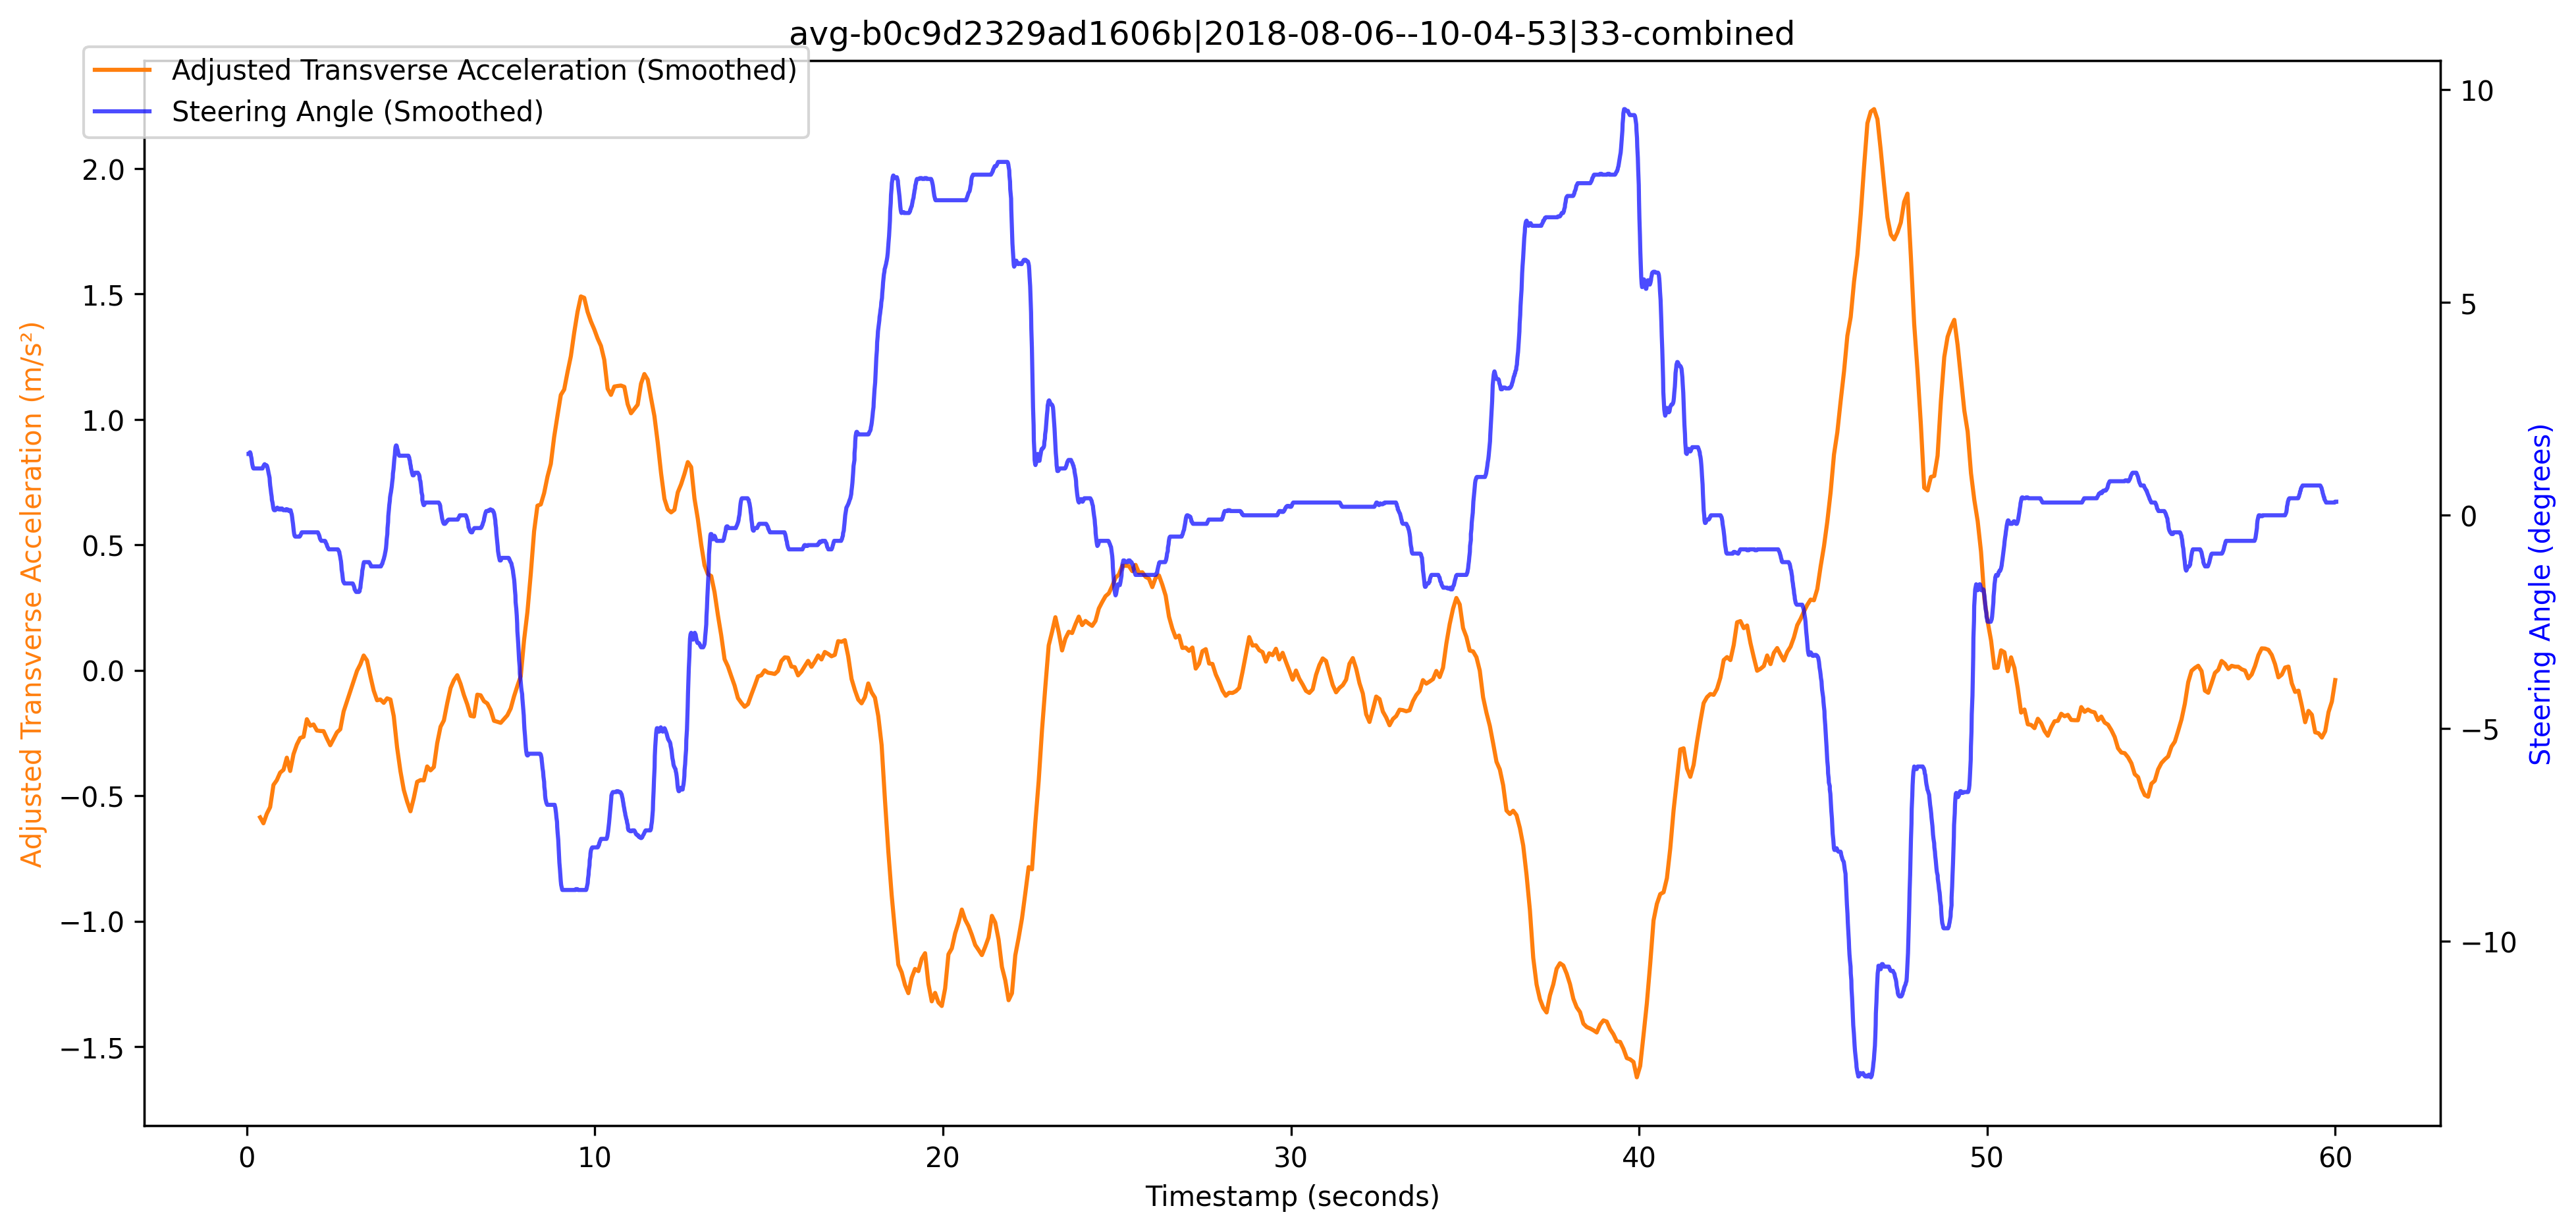 avg-b0c9d2329ad1606b|2018-08-06--10-04-53|33-combined
Adjusted Transverse Acceleration (Smoothed)
Steering Angle (Smoothed)
Adjusted Transverse Acceleration (m/s²)
2.0
1.5
1.0
0.5
0.0
−0.5
−1.0
−1.5
10
5
0
−5
−10
Steering Angle (degrees)
0 10 20 30 40 50 60
Timestamp (seconds)